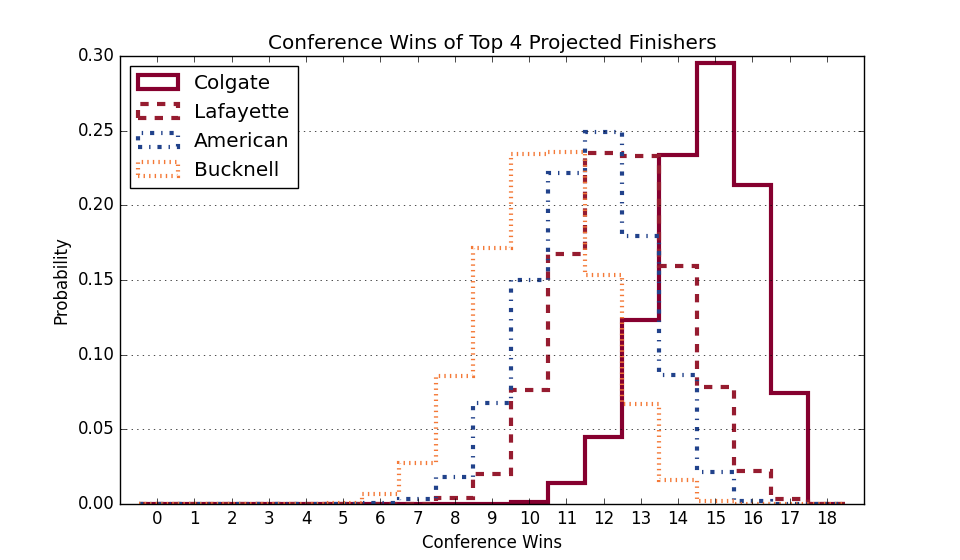 Conference Wins of Top 4 Projected Finishers
0.30
0.25
0.20
0.15
0.10
0.05
0.00
Probability
Colgate
Lafayette
American
Bucknell
0 1 2 3 4 5 6 7 8 9 10 11 12 13 14 15 16 17 18
Conference Wins